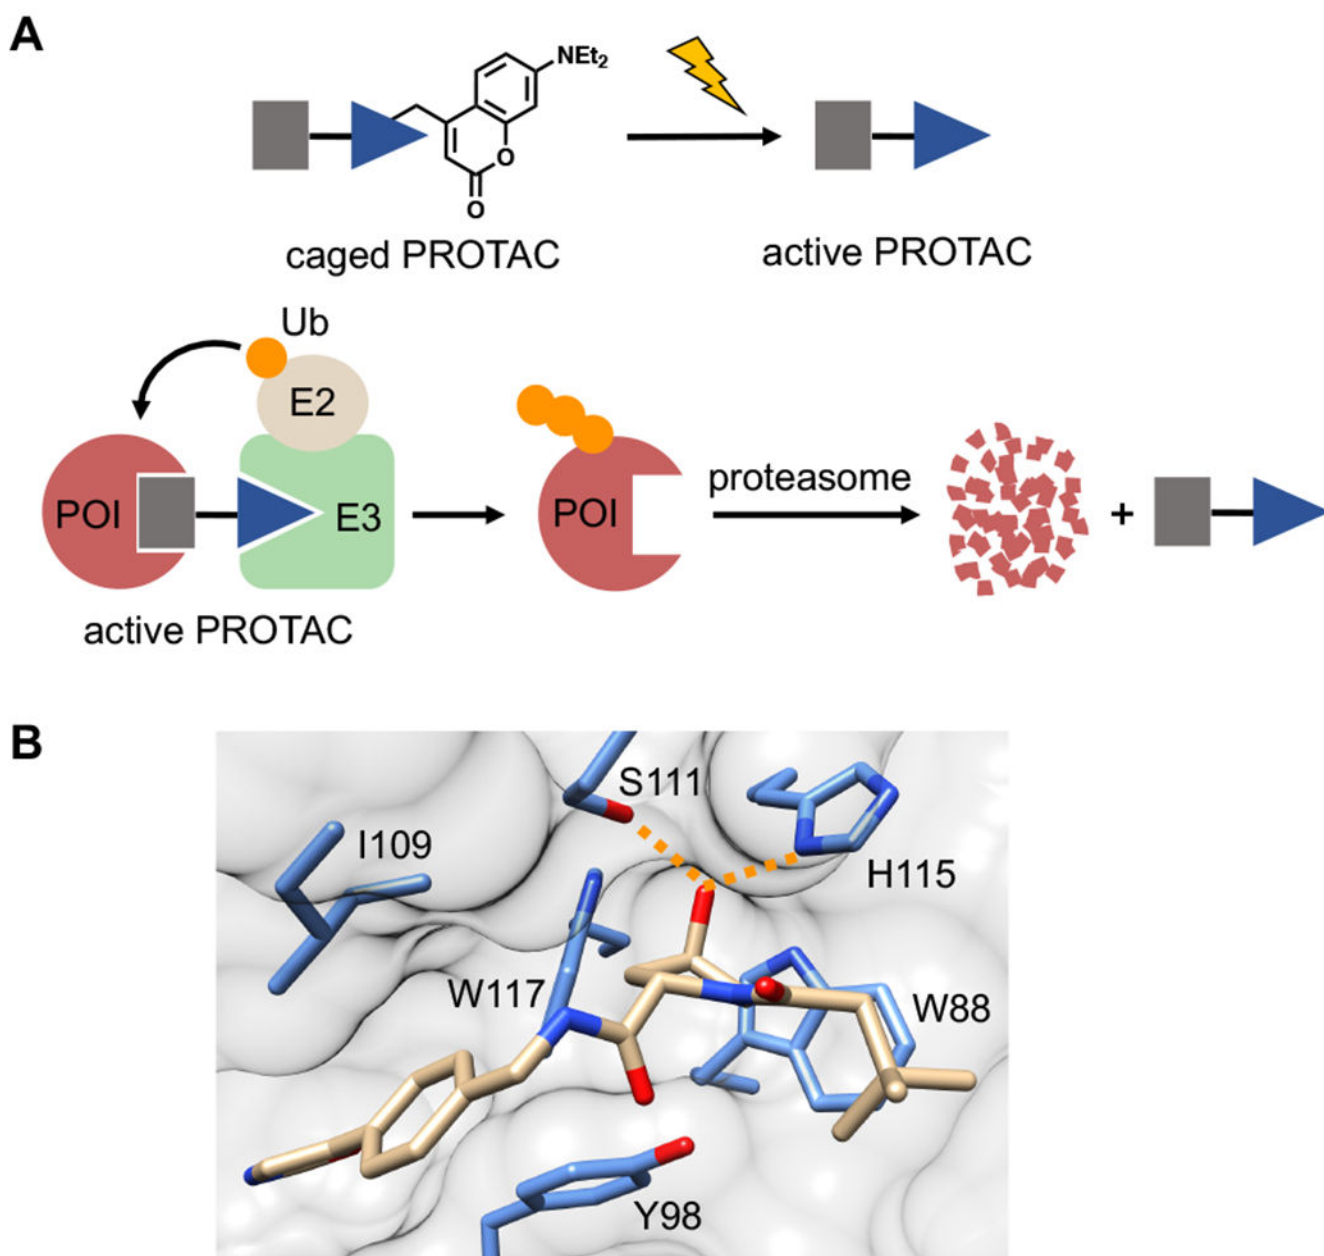 A
NEt₂
O
O
caged PROTAC
active PROTAC
Ub
E2
POI
E3
POI
proteasome
+
active PROTAC
B
S111
I109
H115
W117
W88
Y98